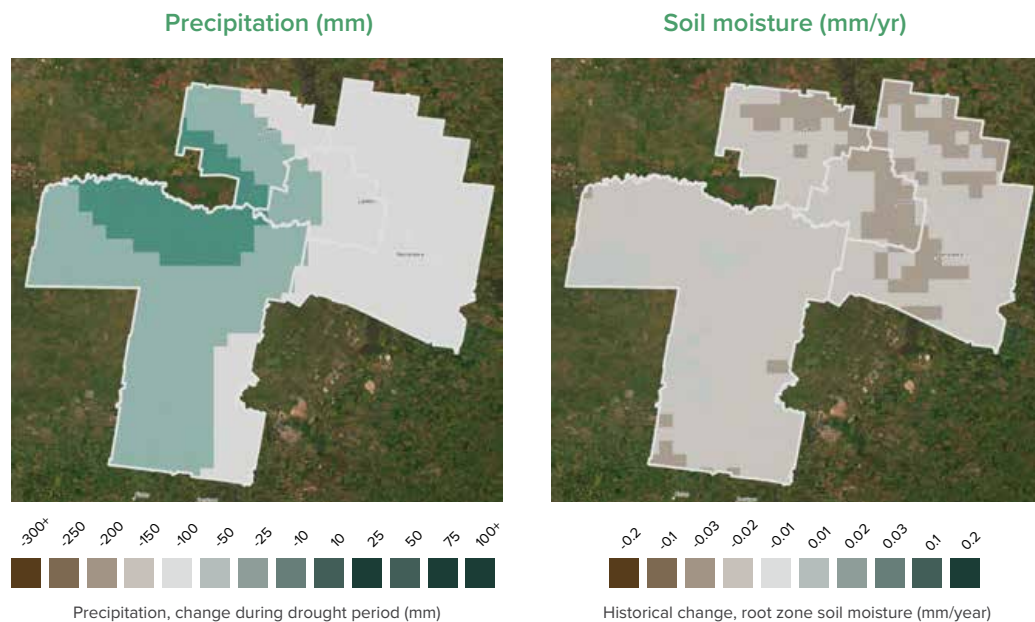 Precipitation (mm)
Soil moisture (mm/yr)
-300+ -250 -200 -150 -100 -50 -25 -10 10 25 50 75 100+
-0.2 -0.1 -0.03 -0.02 -0.01 0.01 0.02 0.03 0.1 0.2
Precipitation, change during drought period (mm)
Historical change, root zone soil moisture (mm/year)